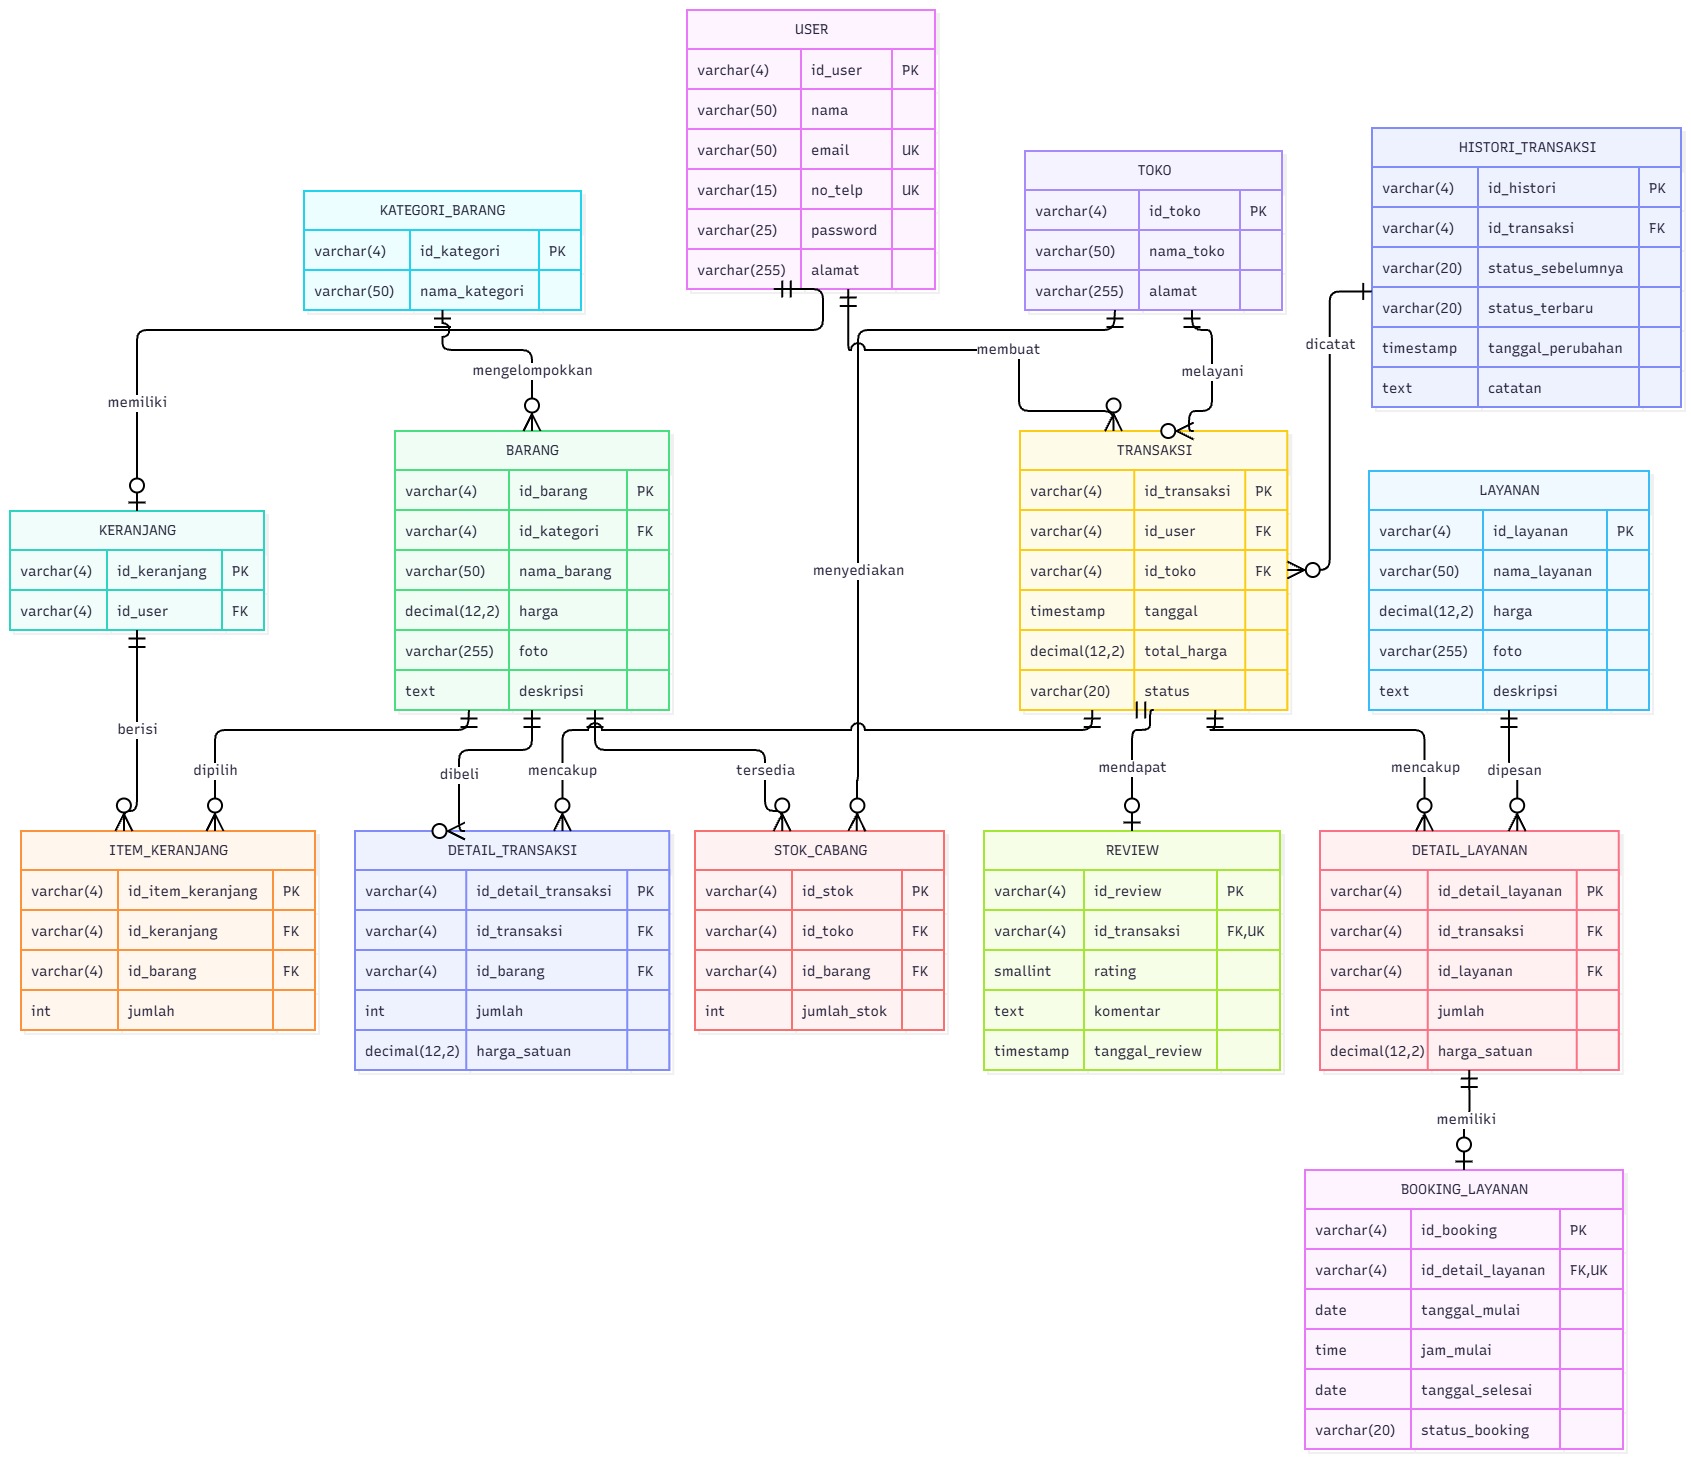 USER
varchar(4) id_user PK
varchar(50) nama
varchar(50) email UK
varchar(15) no_telp UK
varchar(25) password
varchar(255) alamat
HISTORI_TRANSAKSI
varchar(4) id_histori PK
varchar(4) id_transaksi FK
varchar(20) status_sebelumnya
varchar(20) status_terbaru
timestamp tanggal_perubahan
text catatan
TOKO
varchar(4) id_toko PK
varchar(50) nama_toko
varchar(255) alamat
KATEGORI_BARANG
varchar(4) id_kategori PK
varchar(50) nama_kategori
membuat
dicatat
mengelompokkan
melayani
memiliki
BARANG
varchar(4) id_barang PK
varchar(4) id_kategori FK
varchar(50) nama_barang
decimal(12,2) harga
varchar(255) foto
text deskripsi
TRANSAKSI
varchar(4) id_transaksi PK
varchar(4) id_user FK
varchar(4) id_toko FK
timestamp tanggal
decimal(12,2) total_harga
varchar(20) status
LAYANAN
varchar(4) id_layanan PK
varchar(50) nama_layanan
decimal(12,2) harga
varchar(255) foto
text deskripsi
KERANJANG
varchar(4) id_keranjang PK
varchar(4) id_user FK
menyediakan
berisi
dipilih
dibeli
mencakup
tersedia
mendapat
mencakup
dipesan
ITEM_KERANJANG
varchar(4) id_item_keranjang PK
varchar(4) id_keranjang FK
varchar(4) id_barang FK
int jumlah
DETAIL_TRANSAKSI
varchar(4) id_detail_transaksi PK
varchar(4) id_transaksi FK
varchar(4) id_barang FK
int jumlah
decimal(12,2) harga_satuan
STOK_CABANG
varchar(4) id_stok PK
varchar(4) id_toko FK
varchar(4) id_barang FK
int jumlah_stok
REVIEW
varchar(4) id_review PK
varchar(4) id_transaksi FK,UK
smallint rating
text komentar
timestamp tanggal_review
DETAIL_LAYANAN
varchar(4) id_detail_layanan PK
varchar(4) id_transaksi FK
varchar(4) id_layanan FK
int jumlah
decimal(12,2) harga_satuan
memiliki
BOOKING_LAYANAN
varchar(4) id_booking PK
varchar(4) id_detail_layanan FK,UK
date tanggal_mulai
time jam_mulai
date tanggal_selesai
varchar(20) status_booking